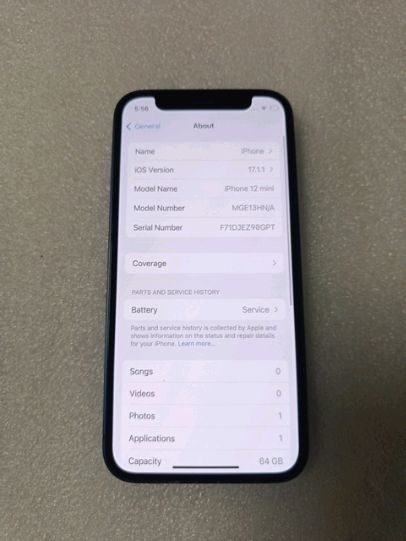 5:56
General
About
Name iPhone
iOS Version 17.1.1
Model Name iPhone 12 mini
Model Number MGE13HN/A
Serial Number F71DJEZ96GPT
Coverage
PARTS AND SERVICE HISTORY
Battery Service
Parts and service history is collected by Apple and
shows information on the status and repair details
for your iPhone. Learn more...
Songs 0
Videos 0
Photos 1
Applications 1
Capacity 64 GB